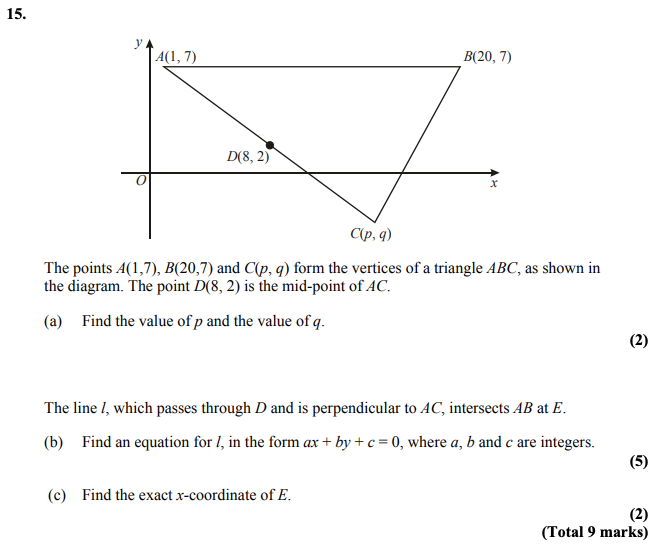 15.
y
A(1, 7)
B(20, 7)
D(8, 2)
O
x
C(p, q)
The points A(1,7), B(20,7) and C(p, q) form the vertices of a triangle ABC, as shown in
the diagram. The point D(8, 2) is the mid-point of AC.
(a) Find the value of p and the value of q.
(2)
The line l, which passes through D and is perpendicular to AC, intersects AB at E.
(b) Find an equation for l, in the form ax + by + c = 0, where a, b and c are integers.
(5)
(c) Find the exact x-coordinate of E.
(2)
(Total 9 marks)